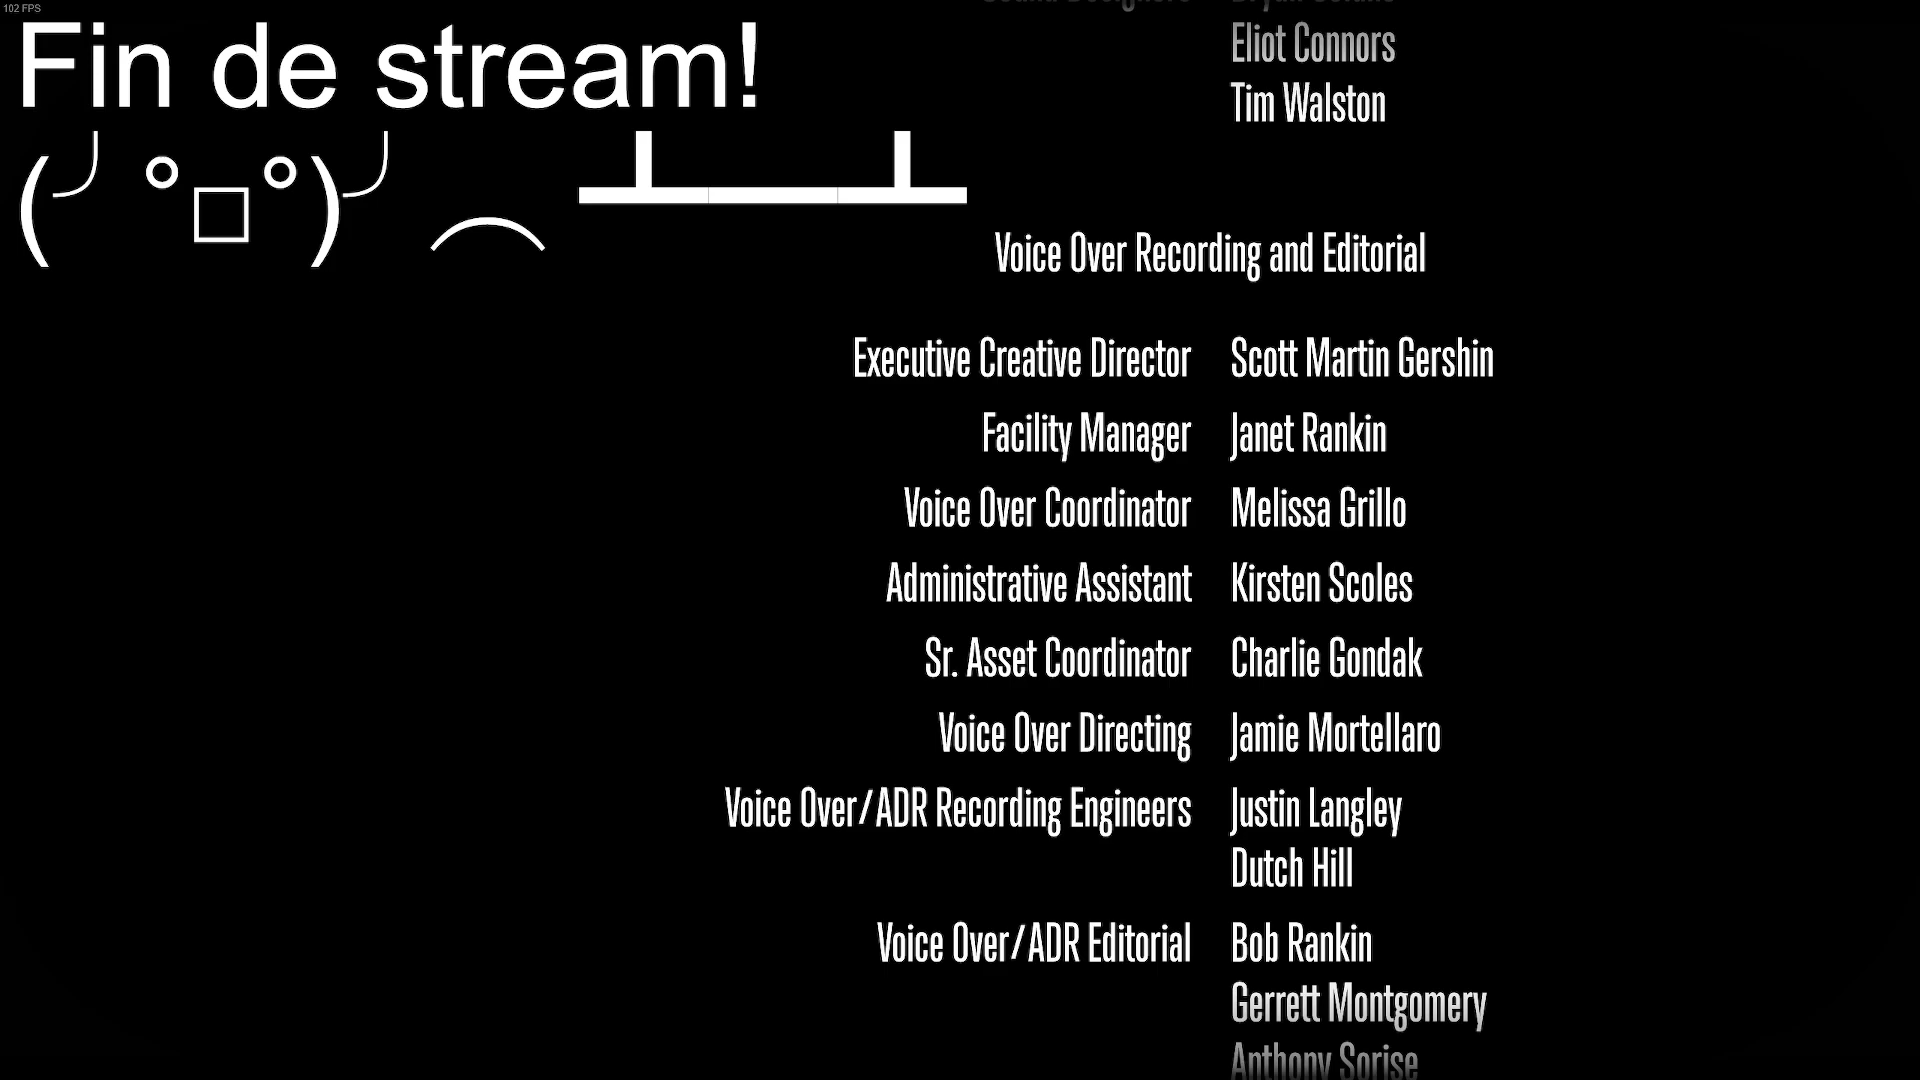 102 FPS
Fin de stream!
(╯°□°)╯︵ ┻━┻
Eliot Connors
Tim Walston
Voice Over Recording and Editorial
Executive Creative Director Scott Martin Gershin
Facility Manager Janet Rankin
Voice Over Coordinator Melissa Grillo
Administrative Assistant Kirsten Scoles
Sr. Asset Coordinator Charlie Gondak
Voice Over Directing Jamie Mortellaro
Voice Over/ADR Recording Engineers Justin Langley
Dutch Hill
Voice Over/ADR Editorial Bob Rankin
Gerrett Montgomery
Anthony Sorise